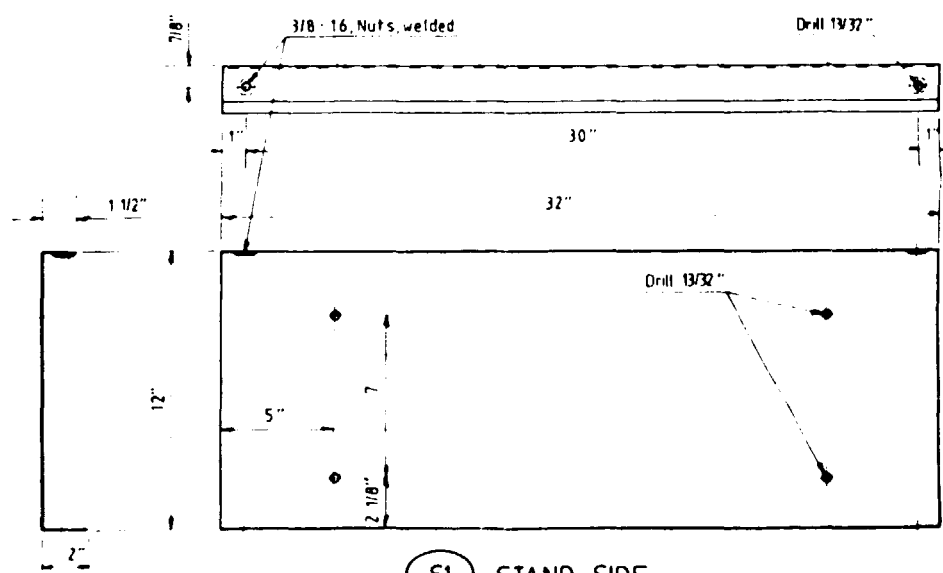 7/8"
3/8 - 16, Nuts, welded
Drill 13/32"
1"
30"
1"
1 1/2"
32"
Drill 13/32"
12"
7
5"
2 1/8"
2"
S1 STAND SIDE